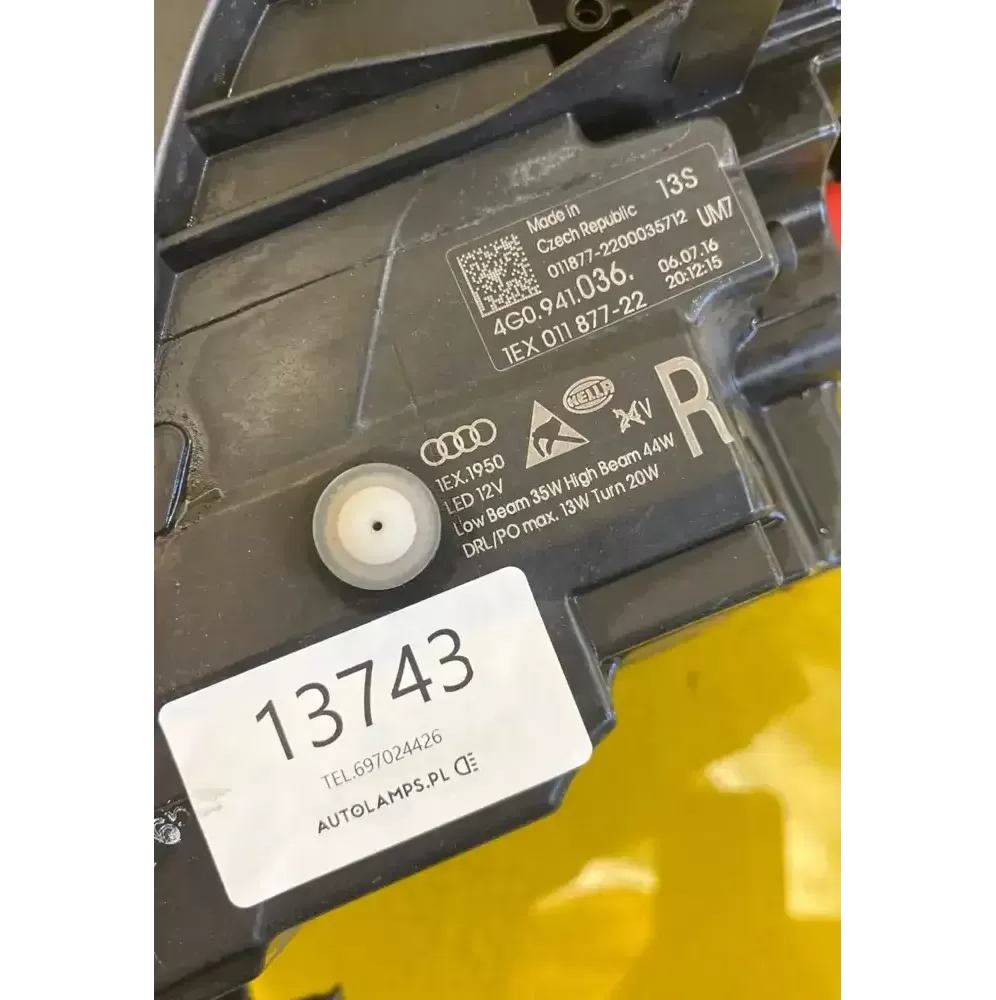 Made in
Czech Republic
13S
011877-2200035712
UM7
4G0.941.036.
06.07.16
1EX 011 877-22
20:12:15
HELLA
R
1EX.1950
LED 12V
Low Beam 35W High Beam 44W
DRL/PO max. 13W Turn 20W
13743
TEL.697024426
AUTOLAMPS.PL